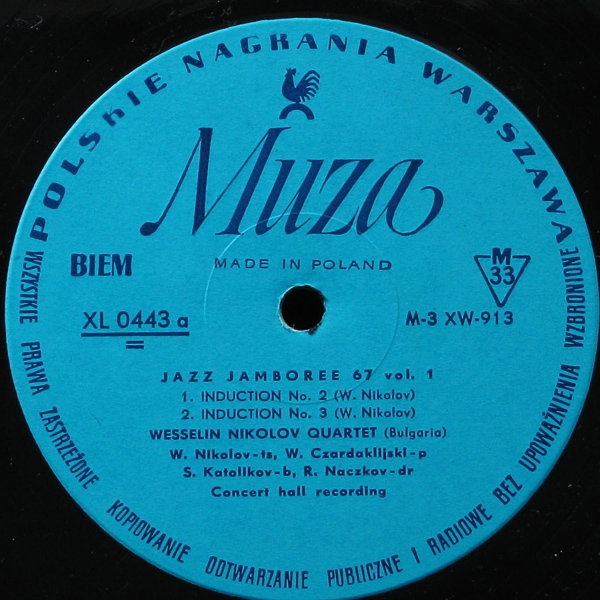 POLSKIE NAGRANIA WARSZAWA
Muza
BIEM
MADE IN POLAND
M
33
XL 0443 a
M-3 XW-913
JAZZ JAMBOREE 67 vol. 1
1. INDUCTION No. 2 (W. Nikolov)
2. INDUCTION No. 3 (W. Nikolov)
WESSELIN NIKOLOV QUARTET (Bulgaria)
W. Nikolov-ts, W. Czardaklijski-p
S. Katolikov-b, R. Naczkov-dr
Concert hall recording
WSZYSTKIE PRAWA ZASTRZEŻONE KOPIOWANIE ODTWARZANIE PUBLICZNE I RADIOWE BEZ UPOWAŻNIENIA WZBRONIONE